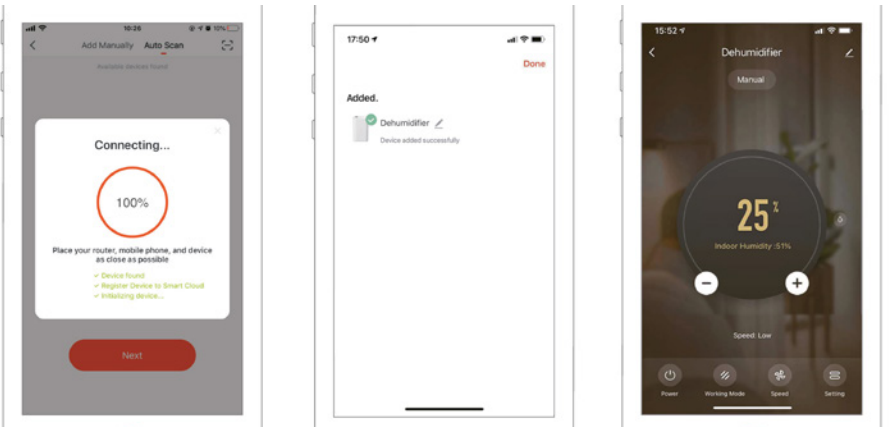 10:26
10%
Add Manually Auto Scan
Available devices found
Connecting...
100%
Place your router, mobile phone, and device
as close as possible
✓ Device found
✓ Register Device to Smart Cloud
✓ Initializing device...
Next
17:50
Done
Added.
Dehumidifier
Device added successfully
15:52
Dehumidifier
Manual
25 %
Indoor Humidity :51%
Speed: Low
Power Working Mode Speed Setting